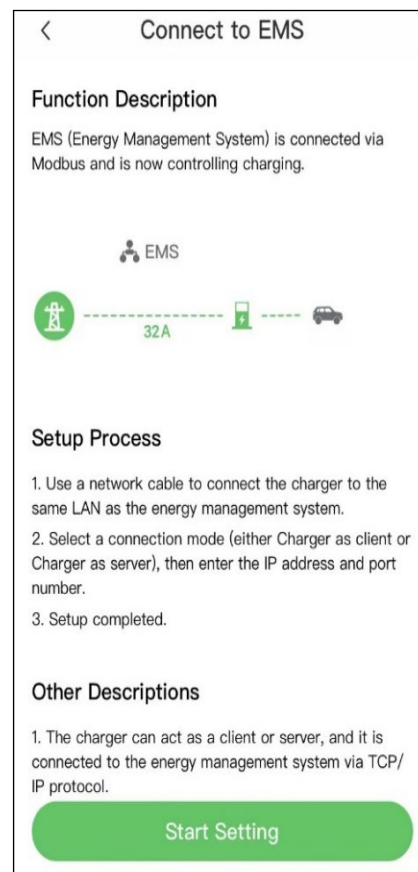 Connect to EMS
Function Description
EMS (Energy Management System) is connected via
Modbus and is now controlling charging.
EMS
32A
Setup Process
1. Use a network cable to connect the charger to the
same LAN as the energy management system.
2. Select a connection mode (either Charger as client or
Charger as server), then enter the IP address and port
number.
3. Setup completed.
Other Descriptions
1. The charger can act as a client or server, and it is
connected to the energy management system via TCP/
IP protocol.
Start Setting